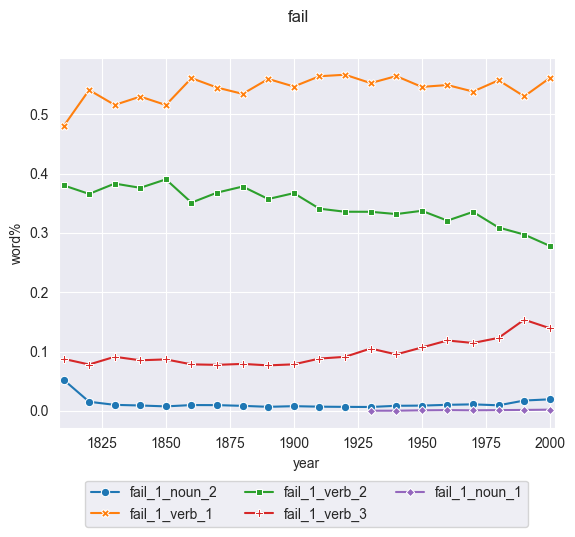 fail
0.5
0.4
0.3
0.2
0.1
0.0
word%
1825 1850 1875 1900 1925 1950 1975 2000
year
fail_1_noun_2 fail_1_verb_2 fail_1_noun_1
fail_1_verb_1 fail_1_verb_3